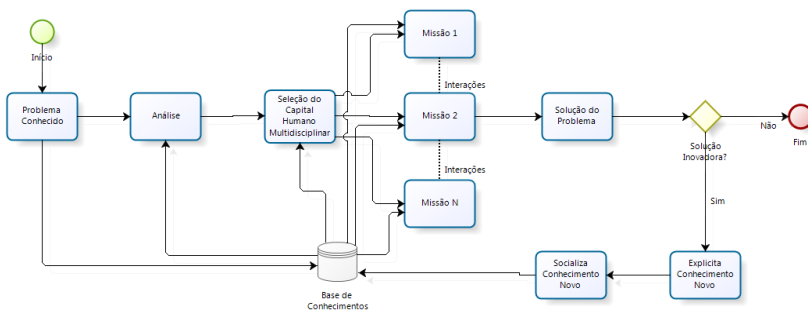 Início
Problema
Conhecido
Análise
Seleção do
Capital
Humano
Multidisciplinar
Missão 1
Interações
Missão 2
Interações
Missão N
Solução do
Problema
Solução
Inovadora?
Não
Fim
Sim
Explicita
Conhecimento
Novo
Socializa
Conhecimento
Novo
Base de
Conhecimentos